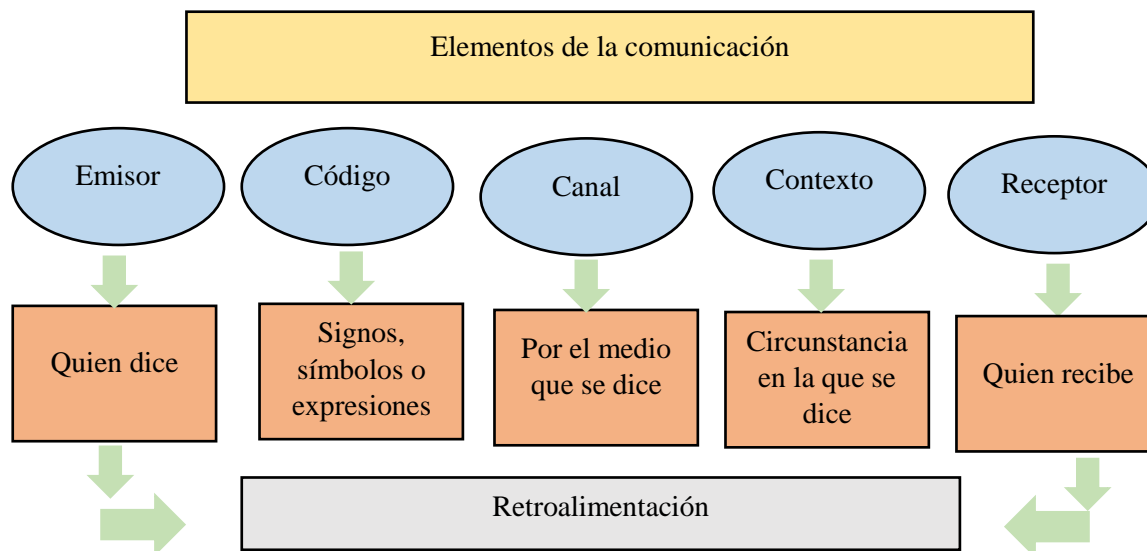 Elementos de la comunicación
Emisor
Código
Canal
Contexto
Receptor
Quien dice
Signos,
símbolos o
expresiones
Por el medio
que se dice
Circunstancia
en la que se
dice
Quien recibe
Retroalimentación